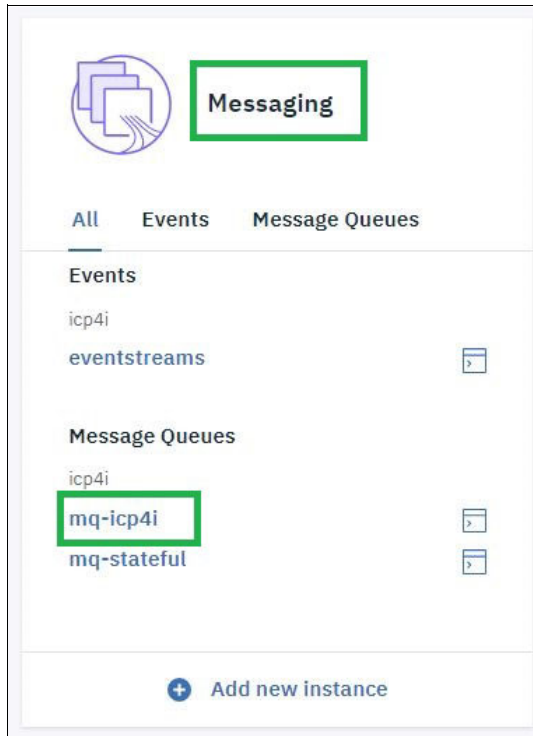 Messaging
All Events Message Queues
Events
icp4i
eventstreams
Message Queues
icp4i
mq-icp4i
mq-stateful
Add new instance